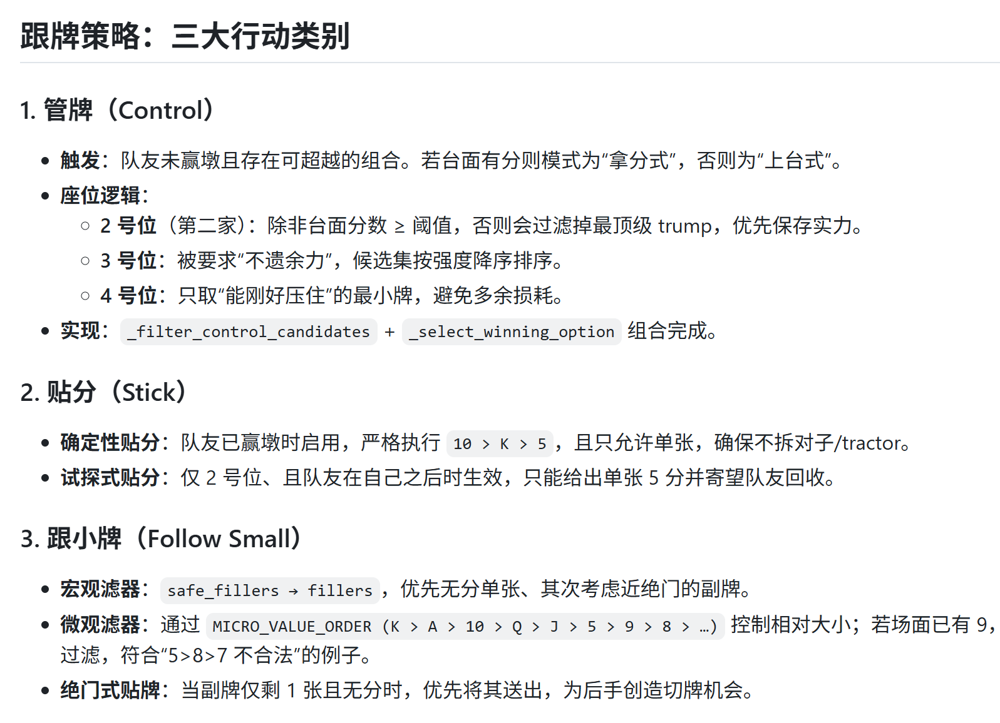 跟牌策略：三大行动类别
1. 管牌（Control）
触发：队友未赢墩且存在可超越的组合。若台面有分则模式为“拿分式”，否则为“上台式”。
座位逻辑：
2 号位（第二家）：除非台面分数 ≥ 阈值，否则会过滤掉最顶级 trump，优先保存实力。
3 号位：被要求“不遗余力”，候选集按强度降序排序。
4 号位：只取“能刚好压住”的最小牌，避免多余损耗。
实现：_filter_control_candidates + _select_winning_option 组合完成。
2. 贴分（Stick）
确定性贴分：队友已赢墩时启用，严格执行 10 > K > 5，且只允许单张，确保不拆对子/tractor。
试探式贴分：仅 2 号位、且队友在自己之后时生效，只能给出单张 5 分并寄望队友回收。
3. 跟小牌（Follow Small）
宏观滤器：safe_fillers → fillers，优先无分单张、其次考虑近绝门的副牌。
微观滤器：通过 MICRO_VALUE_ORDER (K > A > 10 > Q > J > 5 > 9 > 8 > …) 控制相对大小；若场面已有 9，
过滤，符合“5>8>7 不合法”的例子。
绝门式贴牌：当副牌仅剩 1 张且无分时，优先将其送出，为后手创造切牌机会。